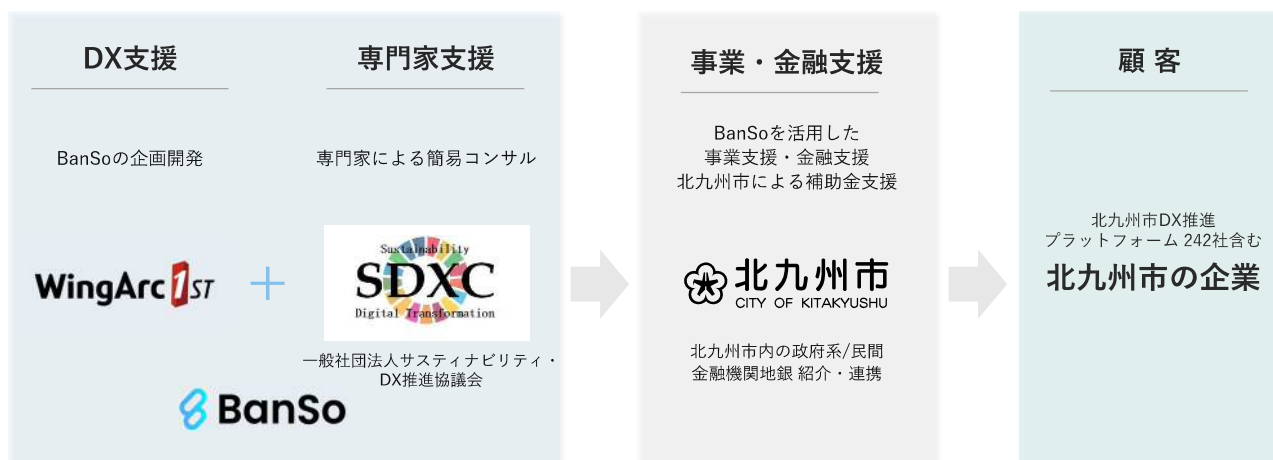 DX支援
BanSoの企画開発
WingArc1ST
+
専門家支援
専門家による簡易コンサル
Sustainability
SDXC
Digital Transformation
一般社団法人サスティナビリティ・
DX推進協議会
BanSo
事業・金融支援
BanSoを活用した
事業支援・金融支援
北九州市による補助金支援
北九州市
CITY OF KITAKYUSHU
北九州市内の政府系/民間
金融機関地銀 紹介・連携
顧 客
北九州市DX推進
プラットフォーム 242社含む
北九州市の企業